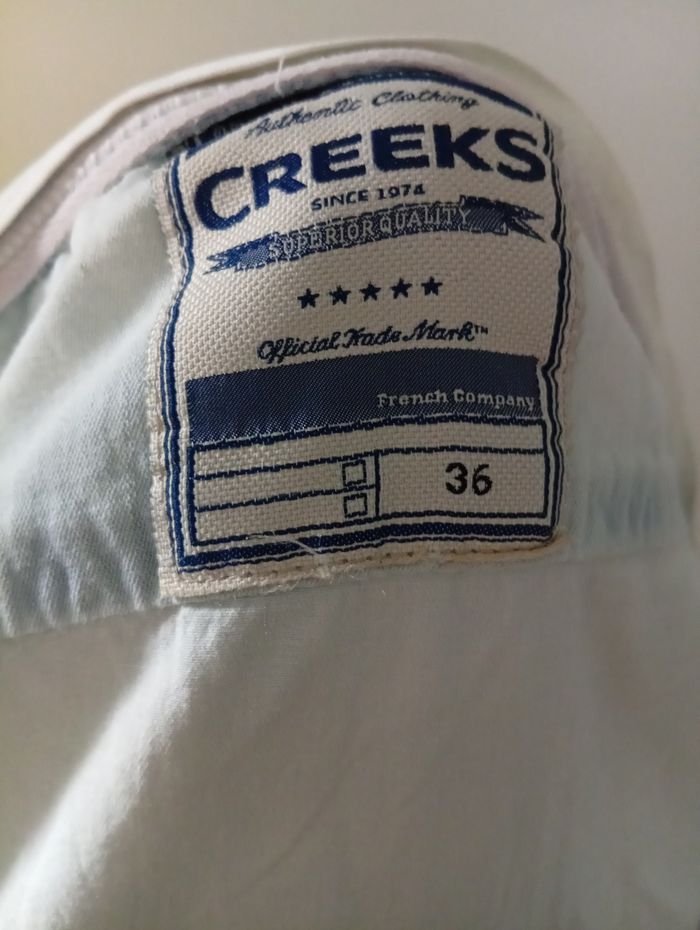 Authentic Clothing
CREEKS
SINCE 1974
SUPERIOR QUALITY
Official Trade Mark™
French Company
36